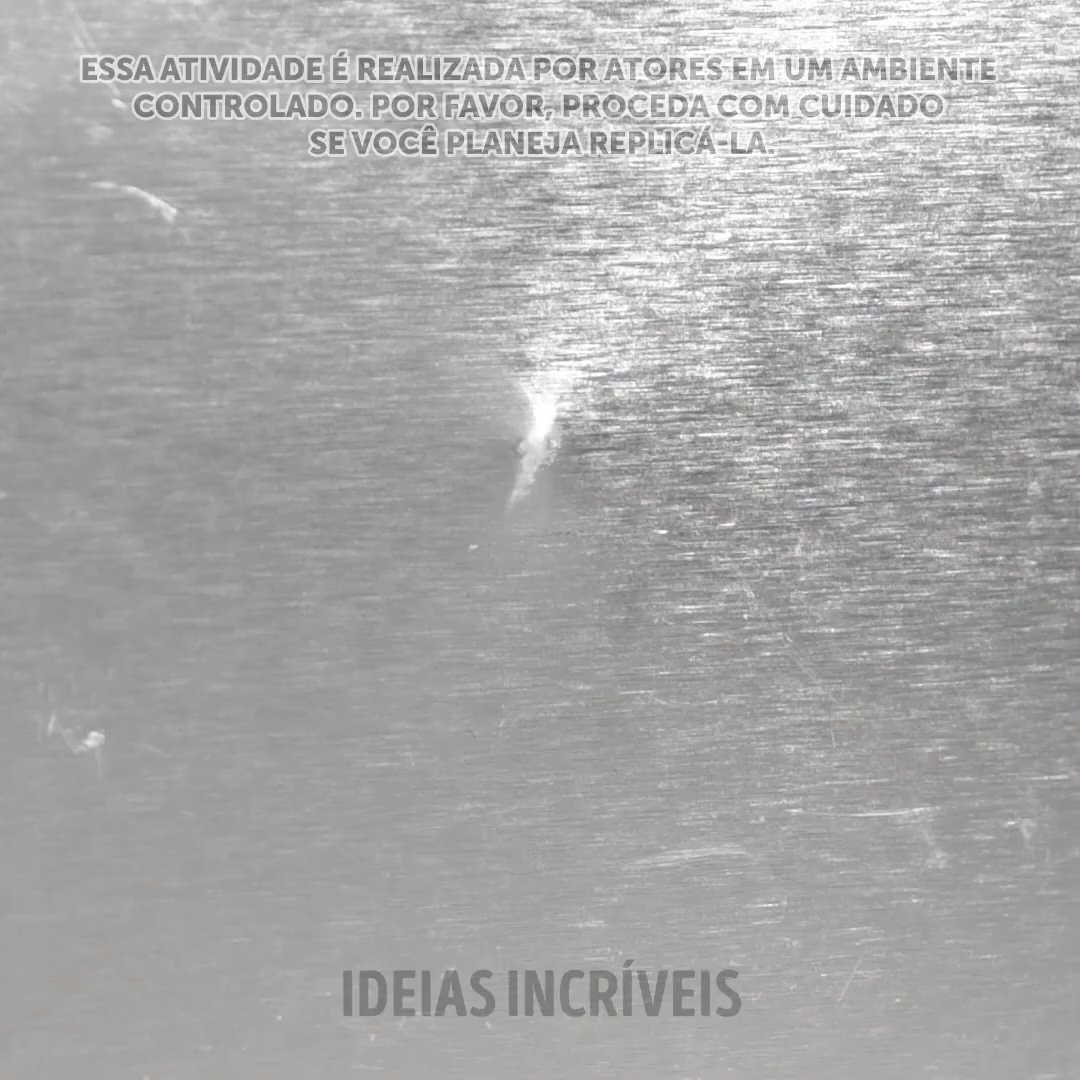 ESSA ATIVIDADE É REALIZADA POR ATORES EM UM AMBIENTE
CONTROLADO. POR FAVOR, PROCEDA COM CUIDADO
SE VOCÊ PLANEJA REPLICÁ-LA.
IDEIAS INCRÍVEIS